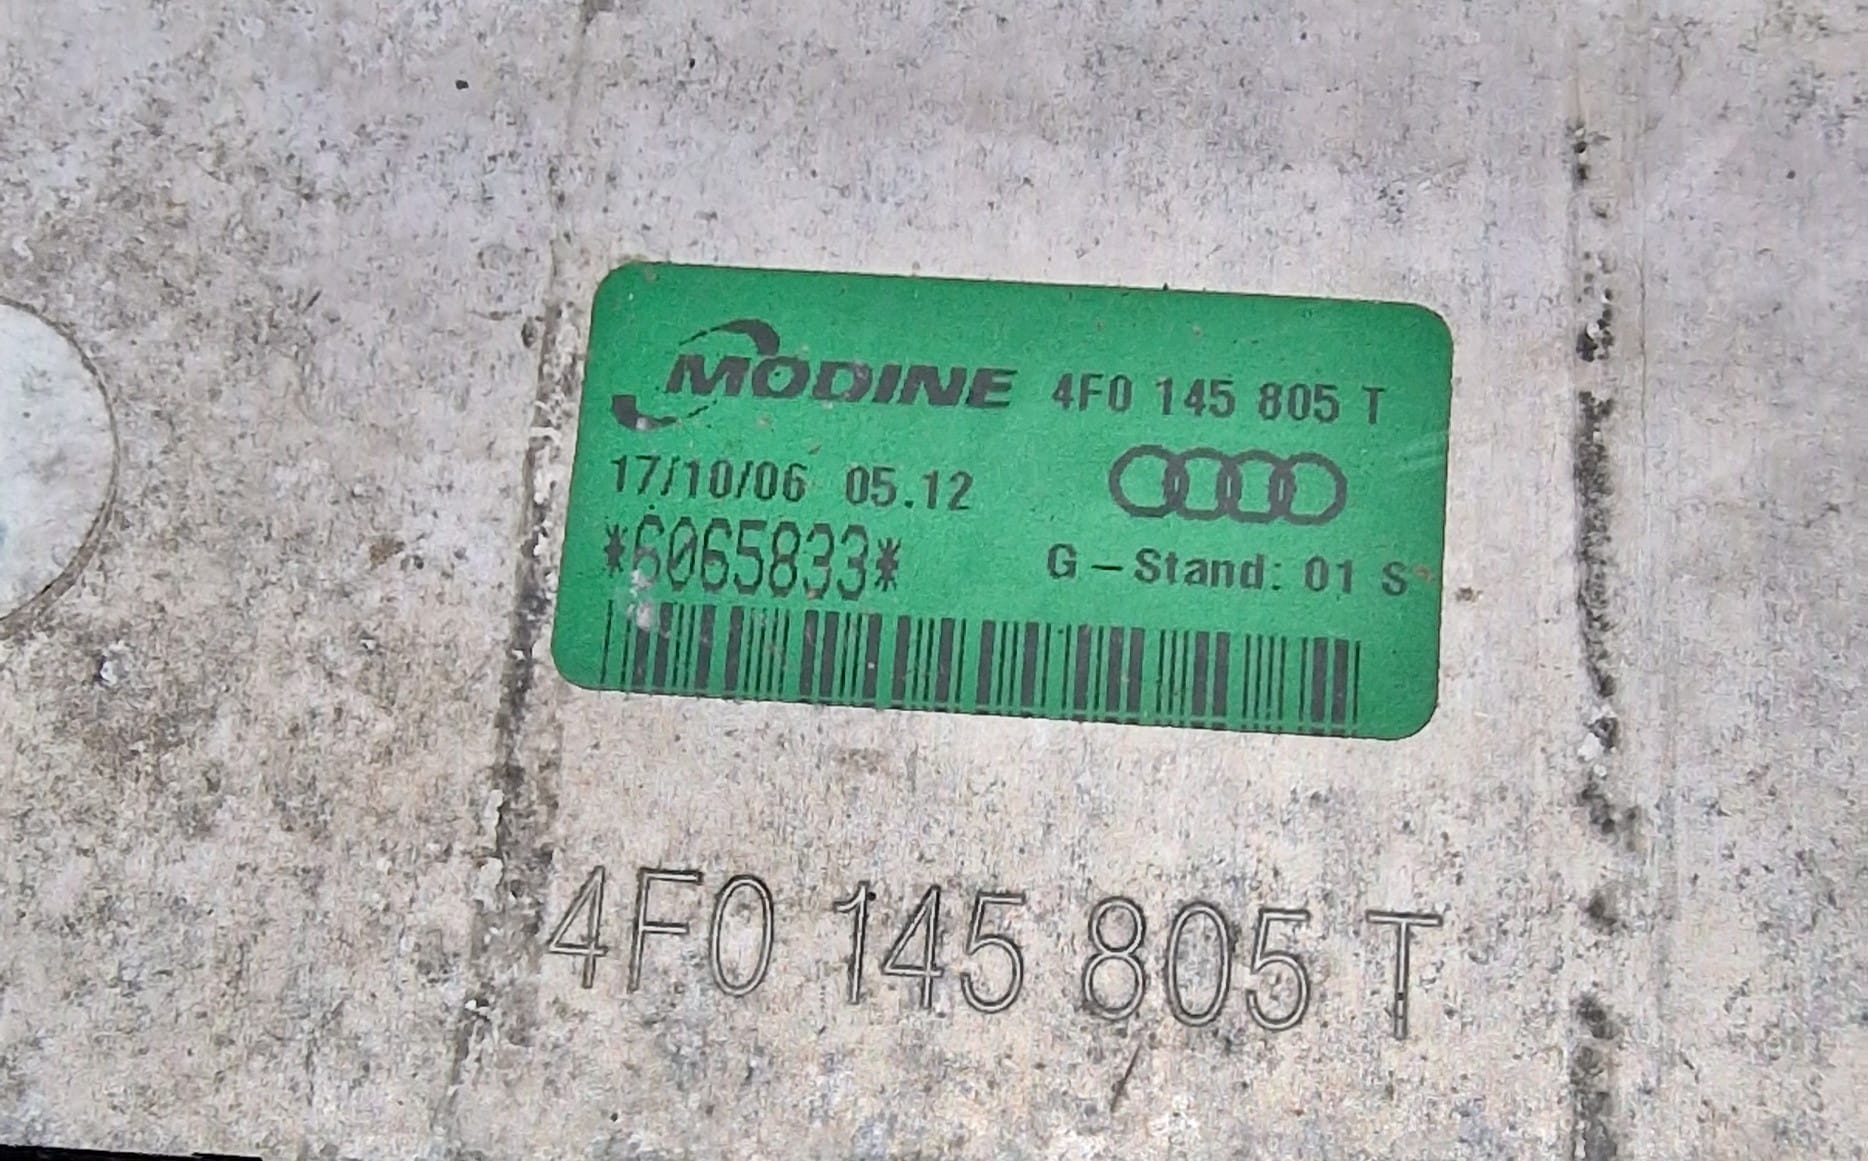 MODINE 4F0 145 805 T
17/10/06 05.12
*6065833*
G – Stand: 01 S
4F0 145 805 T